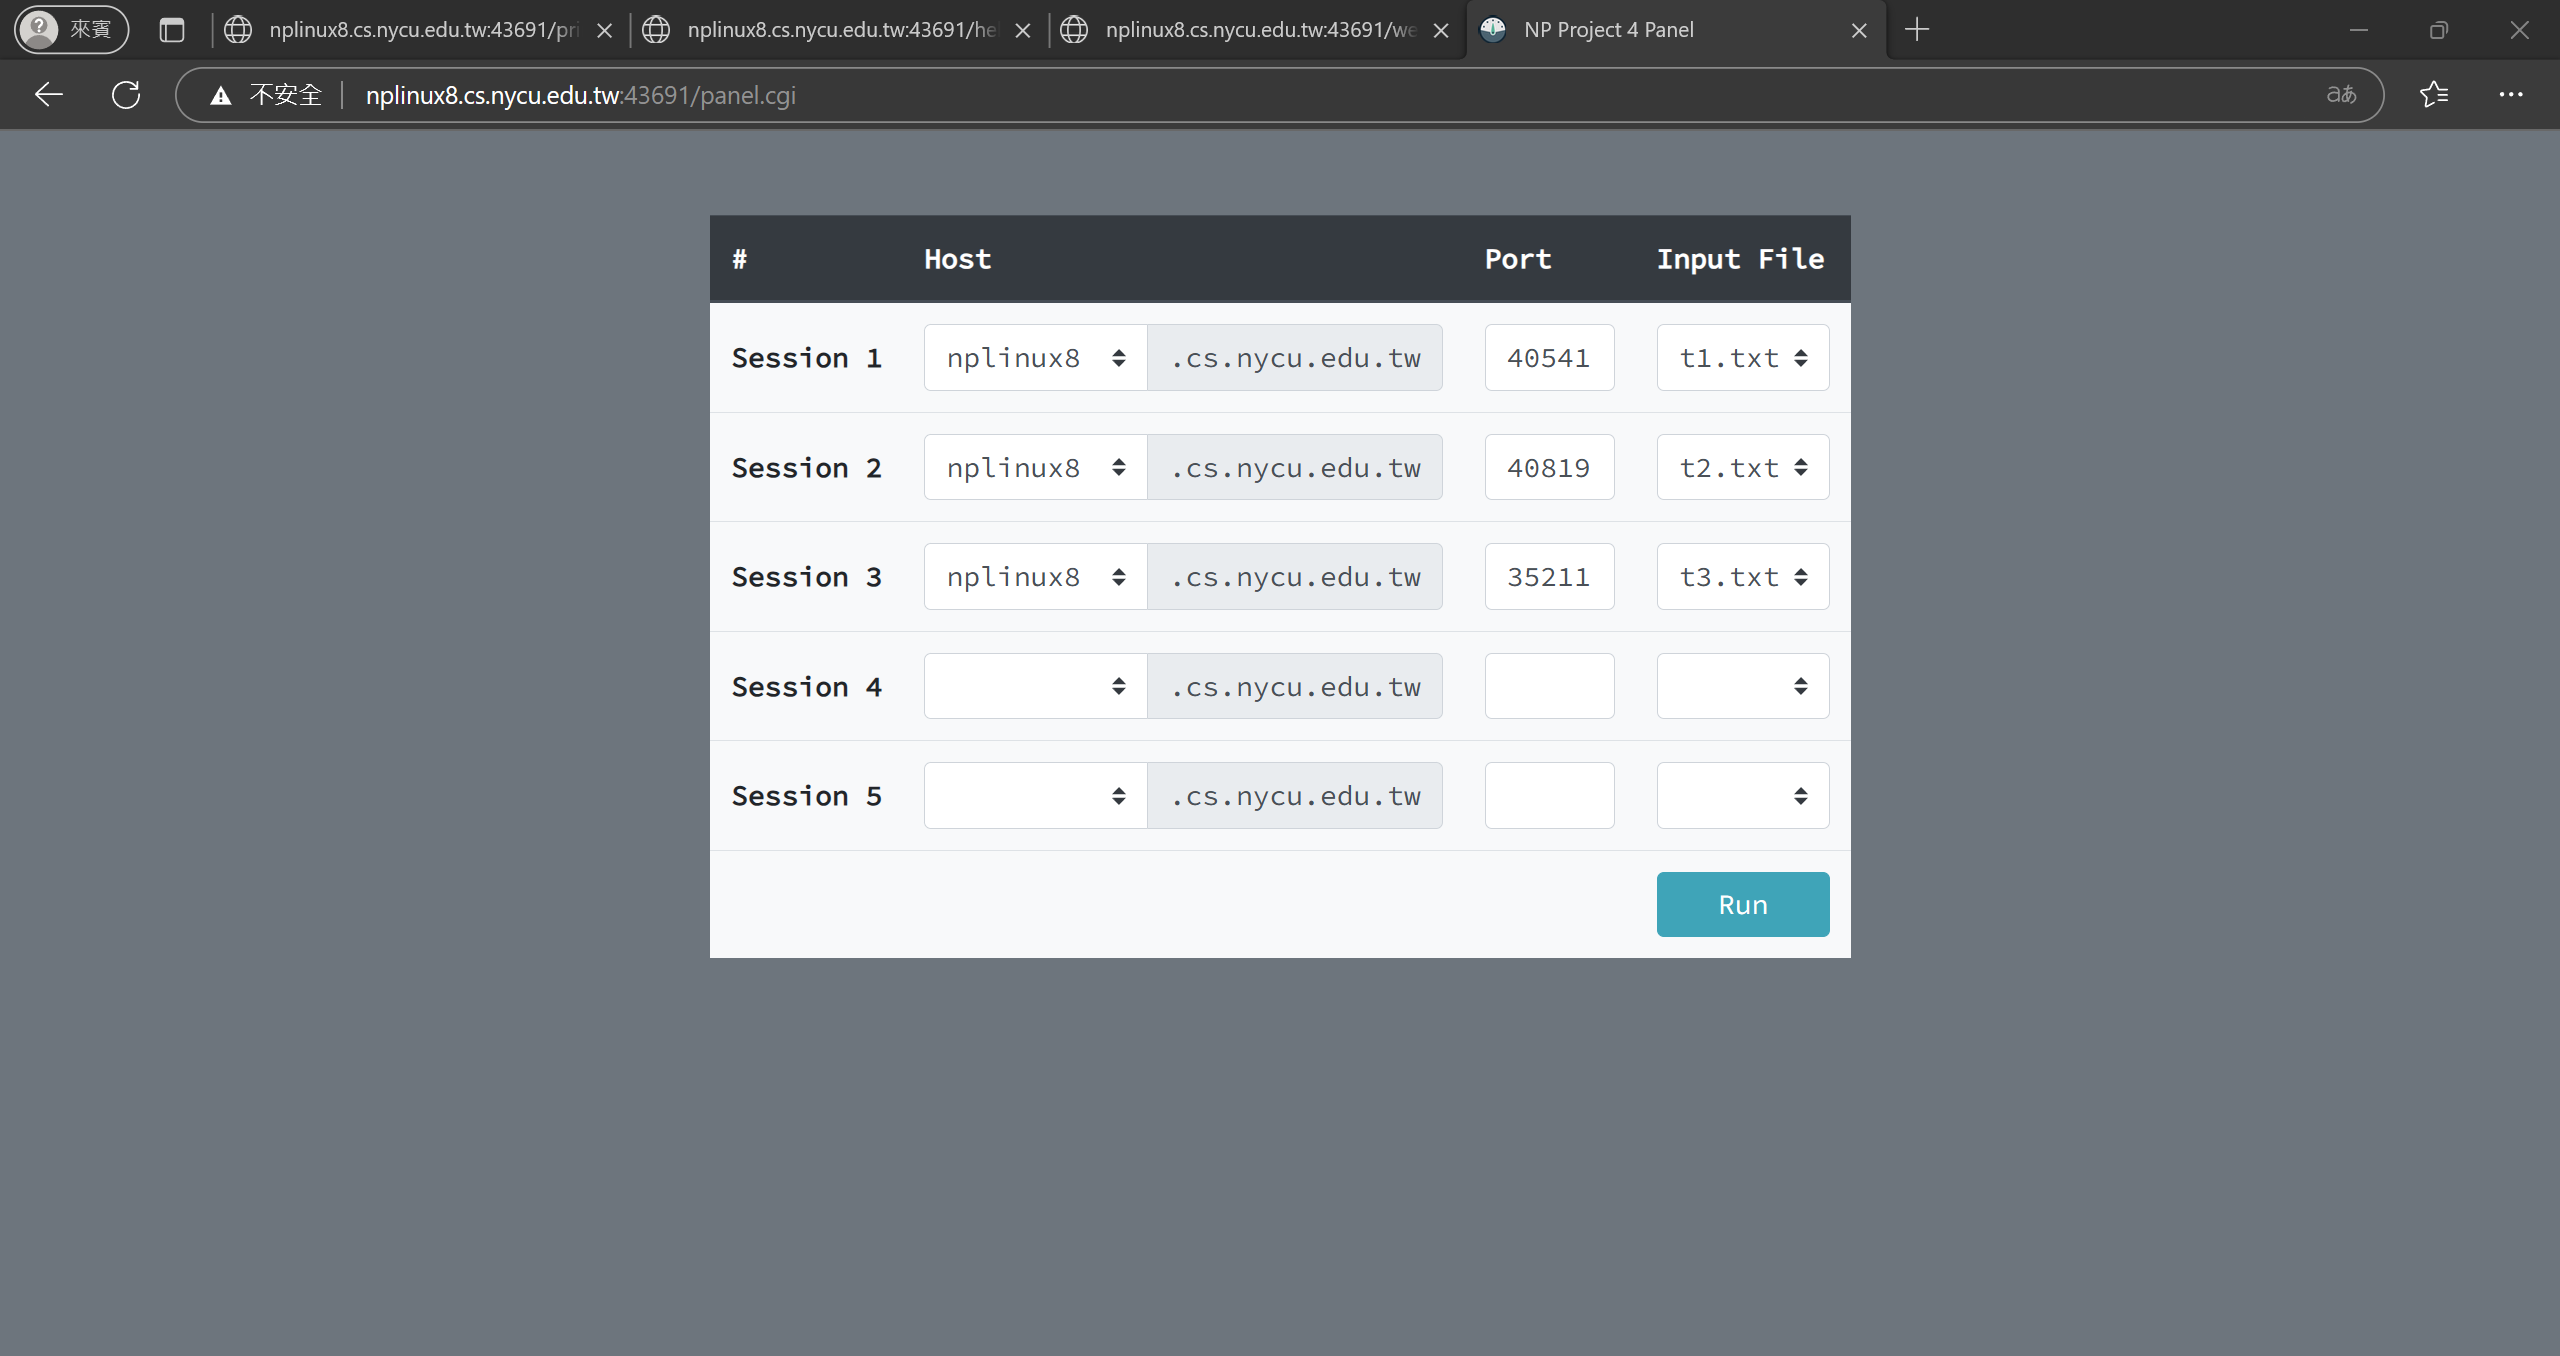 來賓
nplinux8.cs.nycu.edu.tw:43691/pri
nplinux8.cs.nycu.edu.tw:43691/he
nplinux8.cs.nycu.edu.tw:43691/we
NP Project 4 Panel
不安全 nplinux8.cs.nycu.edu.tw:43691/panel.cgi aあ
# Host Port Input File
Session 1 nplinux8 .cs.nycu.edu.tw 40541 t1.txt
Session 2 nplinux8 .cs.nycu.edu.tw 40819 t2.txt
Session 3 nplinux8 .cs.nycu.edu.tw 35211 t3.txt
Session 4 .cs.nycu.edu.tw
Session 5 .cs.nycu.edu.tw
Run